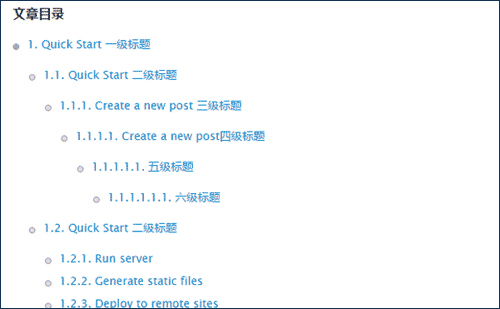 文章目录
1. Quick Start 一级标题
1.1. Quick Start 二级标题
1.1.1. Create a new post 三级标题
1.1.1.1. Create a new post四级标题
1.1.1.1.1. 五级标题
1.1.1.1.1.1. 六级标题
1.2. Quick Start 二级标题
1.2.1. Run server
1.2.2. Generate static files
1.2.3. Deploy to remote sites